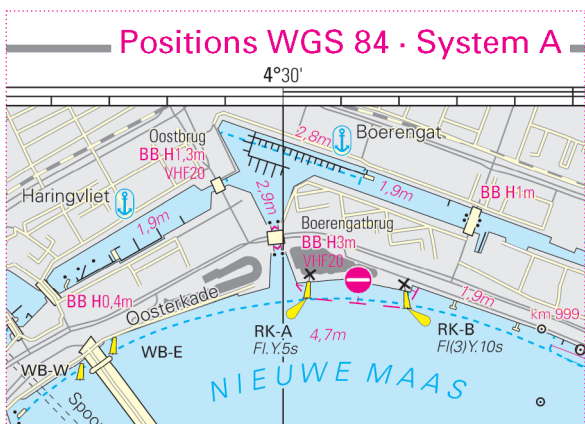 Positions WGS 84 · System A
4°30'
Oostbrug
BB H1,3m
VHF20
2,8m
Boerengat
Haringvliet
1,9m
2,9m
1,9m
BB H1m
Boerengatbrug
BB H3m
VHF20
BB H0,4m
Oosterkade
1,9m
km 999
RK-A
Fl.Y.5s
4,7m
RK-B
Fl(3)Y.10s
WB-E
WB-W
NIEUWE MAAS
Spoo